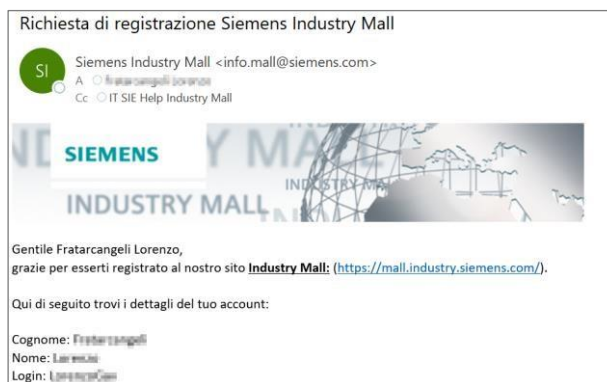 Richiesta di registrazione Siemens Industry Mall
SI
Siemens Industry Mall <info.mall@siemens.com>
A
Cc IT SIE Help Industry Mall
SIEMENS
INDUSTRY MALL
Gentile Fratarcangeli Lorenzo,
grazie per esserti registrato al nostro sito Industry Mall: (https://mall.industry.siemens.com/).
Qui di seguito trovi i dettagli del tuo account:
Cognome:
Nome:
Login: